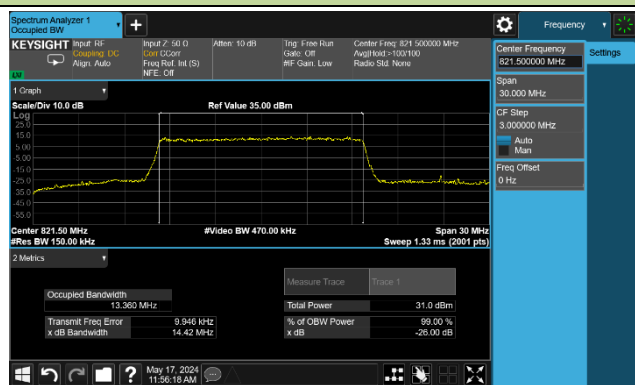 Spectrum Analyzer 1
Occupied BW
Frequency
KEYSIGHT
Input: RF
Coupling: DC
Align: Auto
Input Z: 50 Ω
Corr CCorr
Freq Ref: Int (S)
NFE: Off
Atten: 10 dB
Trig: Free Run
Gate: Off
#IF Gain: Low
Center Freq: 821.500000 MHz
Avg|Hold:>100/100
Radio Std: None
LXI
Center Frequency
821.500000 MHz
Settings
Span
30.000 MHz
CF Step
3.000000 MHz
Auto
Man
Freq Offset
0 Hz
1 Graph
Scale/Div 10.0 dB
Ref Value 35.00 dBm
Log
25.0
15.0
5.00
-5.00
-15.0
-25.0
-35.0
-45.0
-55.0
Center 821.50 MHz
#Video BW 470.00 kHz
Span 30 MHz
#Res BW 150.00 kHz
Sweep 1.33 ms (2001 pts)
2 Metrics
Measure Trace
Trace 1
Occupied Bandwidth
13.360 MHz
Total Power
31.0 dBm
Transmit Freq Error
9.946 kHz
% of OBW Power
99.00 %
x dB Bandwidth
14.42 MHz
x dB
-26.00 dB
May 17, 2024
11:56:18 AM